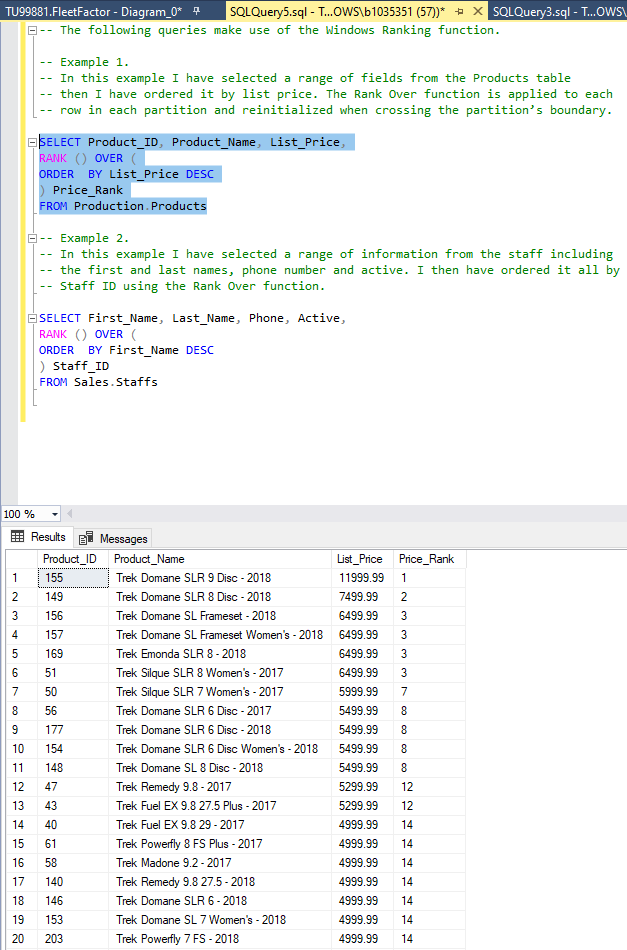 TU99881.FleetFactor - Diagram_0*
SQLQuery5.sql - T...OWS\b1035351 (57))*
SQLQuery3.sql - T...OWS\
-- The following queries make use of the Windows Ranking function.
-- Example 1.
-- In this example I have selected a range of fields from the Products table
-- then I have ordered it by list price. The Rank Over function is applied to each
-- row in each partition and reinitialized when crossing the partition’s boundary.
SELECT Product_ID, Product_Name, List_Price,
RANK () OVER (
ORDER  BY List_Price DESC
) Price_Rank
FROM Production.Products
-- Example 2.
-- In this example I have selected a range of information from the staff including
-- the first and last names, phone number and active. I then have ordered it all by
-- Staff ID using the Rank Over function.
SELECT First_Name, Last_Name, Phone, Active,
RANK () OVER (
ORDER  BY First_Name DESC
) Staff_ID
FROM Sales.Staffs
100 %
Results Messages
Product_ID Product_Name List_Price Price_Rank
1 155 Trek Domane SLR 9 Disc - 2018 11999.99 1
2 149 Trek Domane SLR 8 Disc - 2018 7499.99 2
3 156 Trek Domane SL Frameset - 2018 6499.99 3
4 157 Trek Domane SL Frameset Women's - 2018 6499.99 3
5 169 Trek Emonda SLR 8 - 2018 6499.99 3
6 51 Trek Silque SLR 8 Women's - 2017 6499.99 3
7 50 Trek Silque SLR 7 Women's - 2017 5999.99 7
8 56 Trek Domane SLR 6 Disc - 2017 5499.99 8
9 177 Trek Domane SLR 6 Disc - 2018 5499.99 8
10 154 Trek Domane SLR 6 Disc Women's - 2018 5499.99 8
11 148 Trek Domane SL 8 Disc - 2018 5499.99 8
12 47 Trek Remedy 9.8 - 2017 5299.99 12
13 43 Trek Fuel EX 9.8 27.5 Plus - 2017 5299.99 12
14 40 Trek Fuel EX 9.8 29 - 2017 4999.99 14
15 61 Trek Powerfly 8 FS Plus - 2017 4999.99 14
16 58 Trek Madone 9.2 - 2017 4999.99 14
17 140 Trek Remedy 9.8 27.5 - 2018 4999.99 14
18 146 Trek Domane SLR 6 - 2018 4999.99 14
19 153 Trek Domane SL 7 Women's - 2018 4999.99 14
20 203 Trek Powerfly 7 FS - 2018 4999.99 14